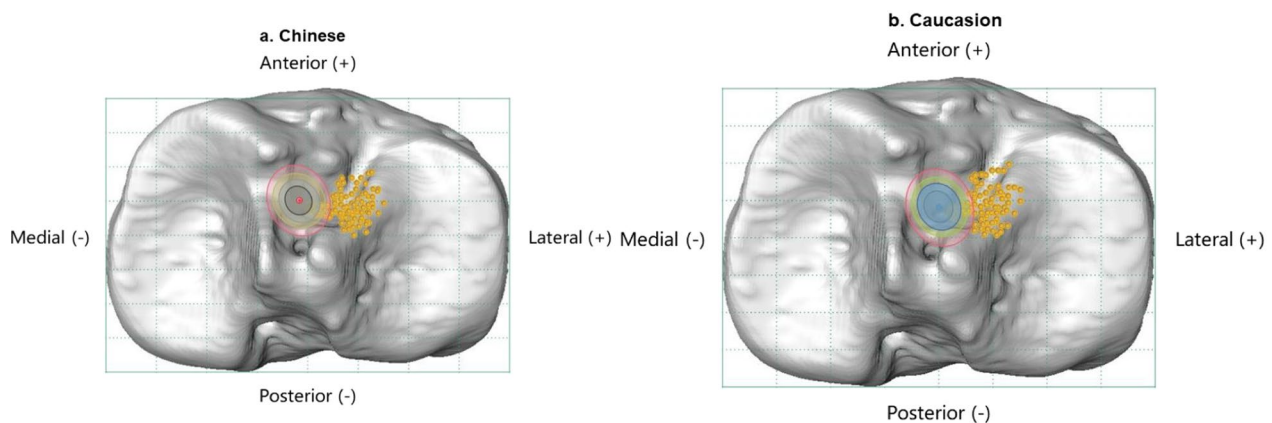 a. Chinese
Anterior (+)
Medial (-)
Lateral (+)
Posterior (-)
b. Caucasion
Anterior (+)
Medial (-)
Lateral (+)
Posterior (-)